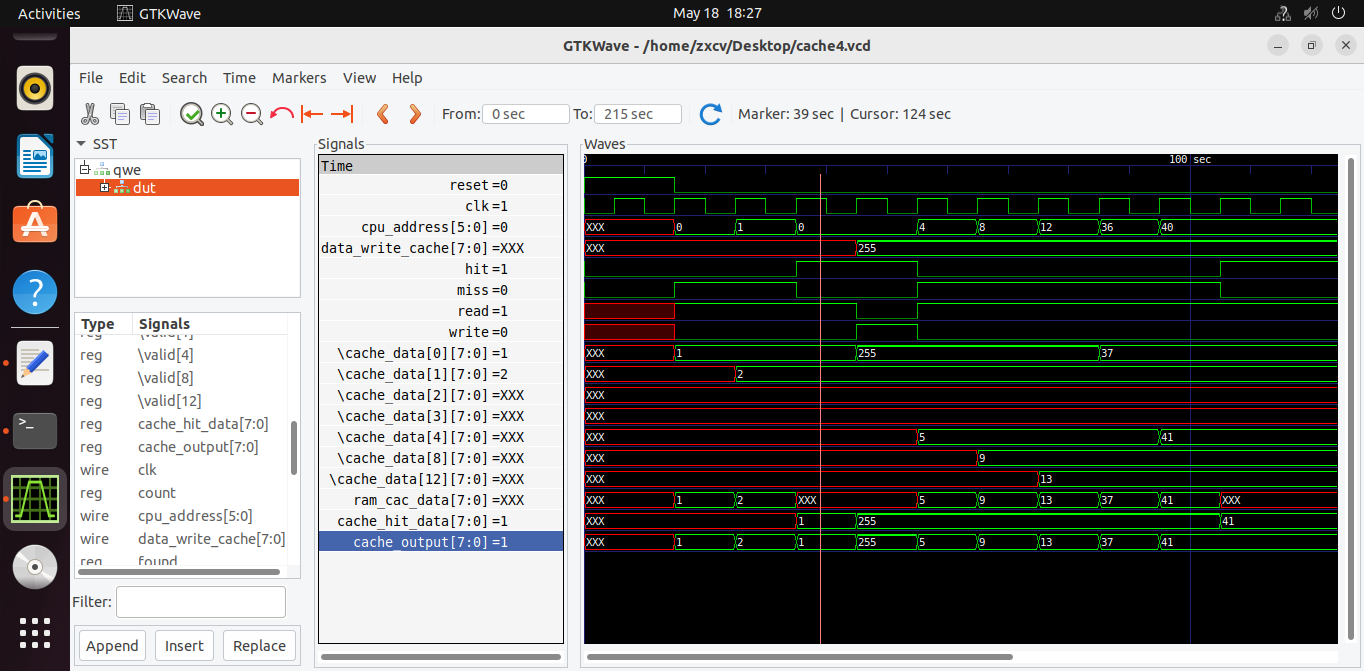 Activities GTKWave May 18 18:27
GTKWave - /home/zxcv/Desktop/cache4.vcd
File Edit Search Time Markers View Help
From: 0 sec To: 215 sec Marker: 39 sec | Cursor: 124 sec
SST
qwe
dut
Type Signals
reg \valid[4]
reg \valid[8]
reg \valid[12]
reg cache_hit_data[7:0]
reg cache_output[7:0]
wire clk
reg count
wire cpu_address[5:0]
wire data_write_cache[7:0]
reg found
Filter:
Append Insert Replace
Signals
Time
reset=0
clk=1
cpu_address[5:0]=0
data_write_cache[7:0]=XXX
hit=1
miss=0
read=1
write=0
\cache_data[0][7:0]=1
\cache_data[1][7:0]=2
\cache_data[2][7:0]=XXX
\cache_data[3][7:0]=XXX
\cache_data[4][7:0]=XXX
\cache_data[8][7:0]=XXX
\cache_data[12][7:0]=XXX
ram_cac_data[7:0]=XXX
cache_hit_data[7:0]=1
cache_output[7:0]=1
Waves
0 100 sec
XXX 0 1 0 4 8 12 36 40
XXX 255
XXX 1 255 37
XXX 2
XXX
XXX
XXX 5 41
XXX 9
XXX 13
XXX 1 2 XXX 5 9 13 37 41 XXX
XXX 1 255 41
XXX 1 2 1 255 5 9 13 37 41